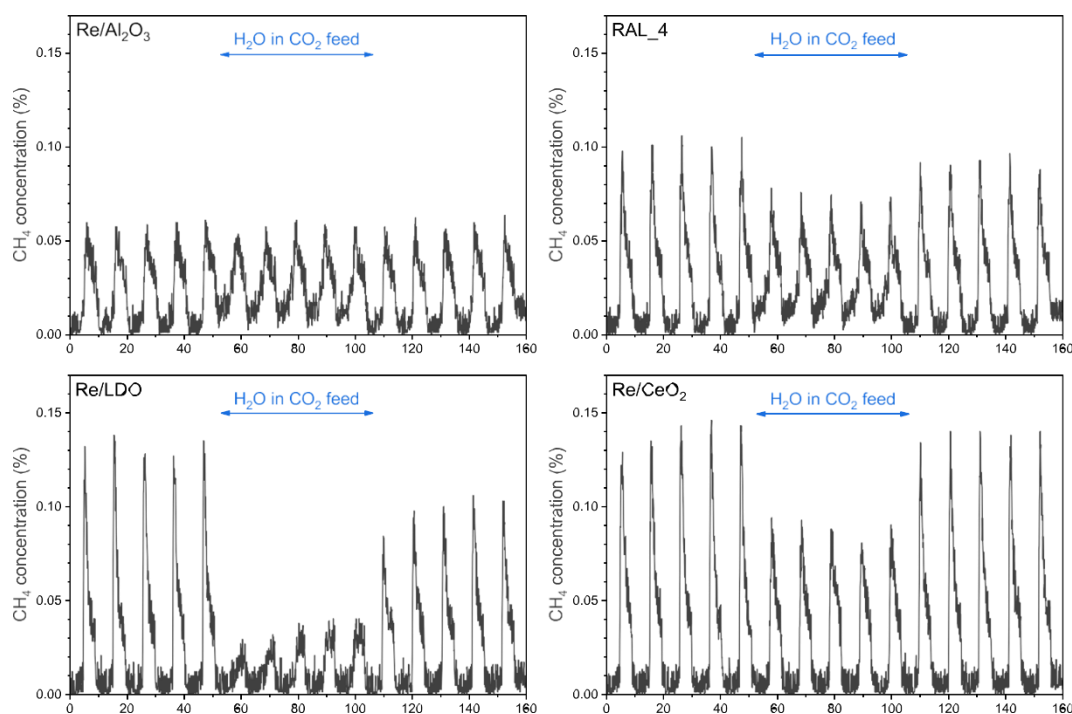 Re/Al₂O₃
H₂O in CO₂ feed
CH₄ concentration (%)
0.15
0.10
0.05
0.00
0 20 40 60 80 100 120 140 160
RAL_4
H₂O in CO₂ feed
CH₄ concentration (%)
0.15
0.10
0.05
0.00
0 20 40 60 80 100 120 140 160
Re/LDO
H₂O in CO₂ feed
CH₄ concentration (%)
0.15
0.10
0.05
0.00
0 20 40 60 80 100 120 140 160
Re/CeO₂
H₂O in CO₂ feed
CH₄ concentration (%)
0.15
0.10
0.05
0.00
0 20 40 60 80 100 120 140 160